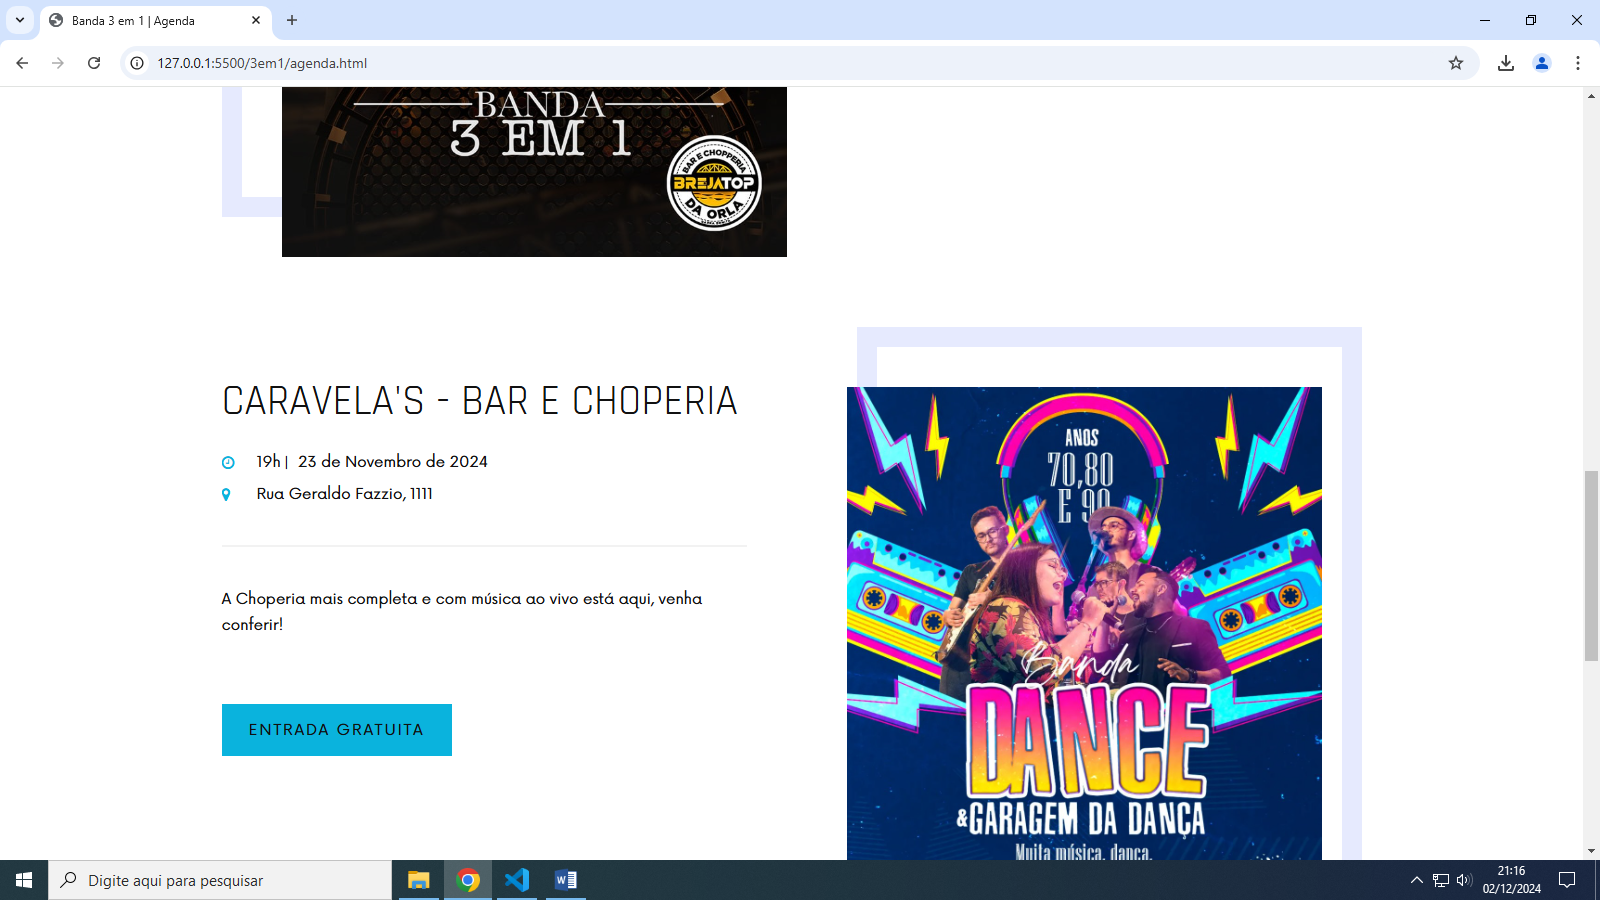 Banda 3 em 1 | Agenda
127.0.0.1:5500/3em1/agenda.html
BANDA
3 EM 1
BAR E CHOPPERIA
BREJATOP
DA ORLA
CARAVELA'S - BAR E CHOPERIA
19h | 23 de Novembro de 2024
Rua Geraldo Fazzio, 1111
A Choperia mais completa e com música ao vivo está aqui, venha
conferir!
ENTRADA GRATUITA
ANOS
70,80
E 90
Banda
DANCE
&GARAGEM DA DANÇA
Muita música, dança,
Digite aqui para pesquisar
21:16
02/12/2024